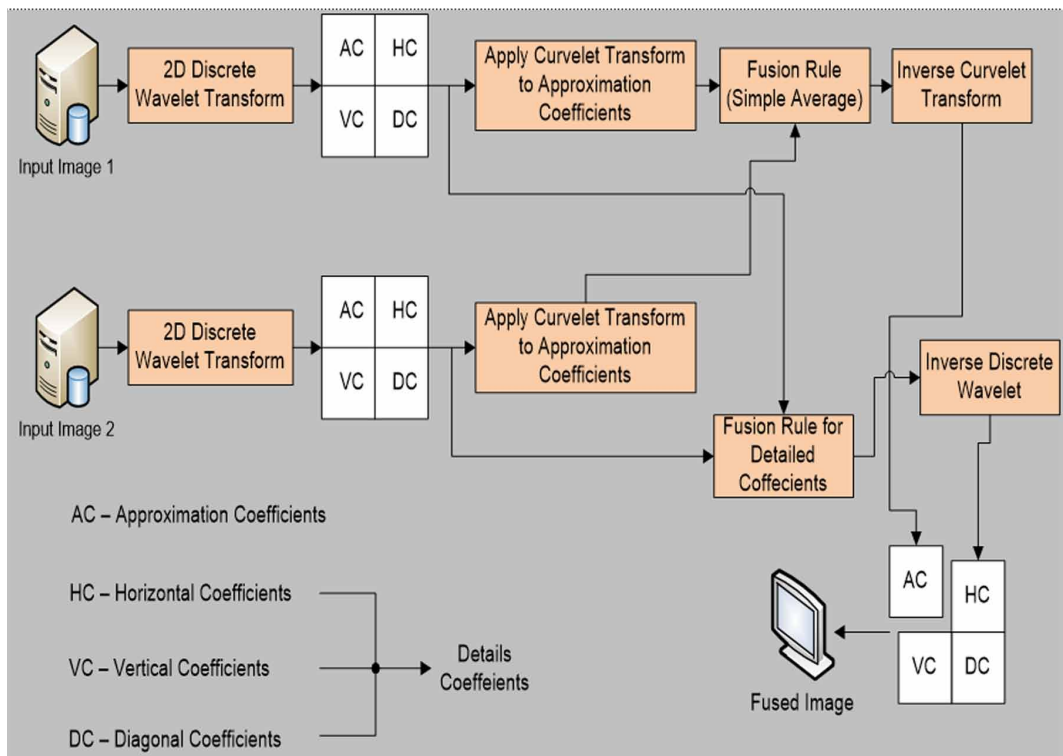 2D Discrete
Wavelet Transform
AC HC
VC DC
Input Image 1
Apply Curvelet Transform
to Approximation
Coefficients
Fusion Rule
(Simple Average)
Inverse Curvelet
Transform
2D Discrete
Wavelet Transform
AC HC
VC DC
Input Image 2
Apply Curvelet Transform
to Approximation
Coefficients
Inverse Discrete
Wavelet
Fusion Rule for
Detailed
Coffecients
AC – Approximation Coefficients
HC – Horizontal Coefficients
VC – Vertical Coefficients
DC – Diagonal Coefficients
Details
Coeffeients
AC
HC
VC DC
Fused Image